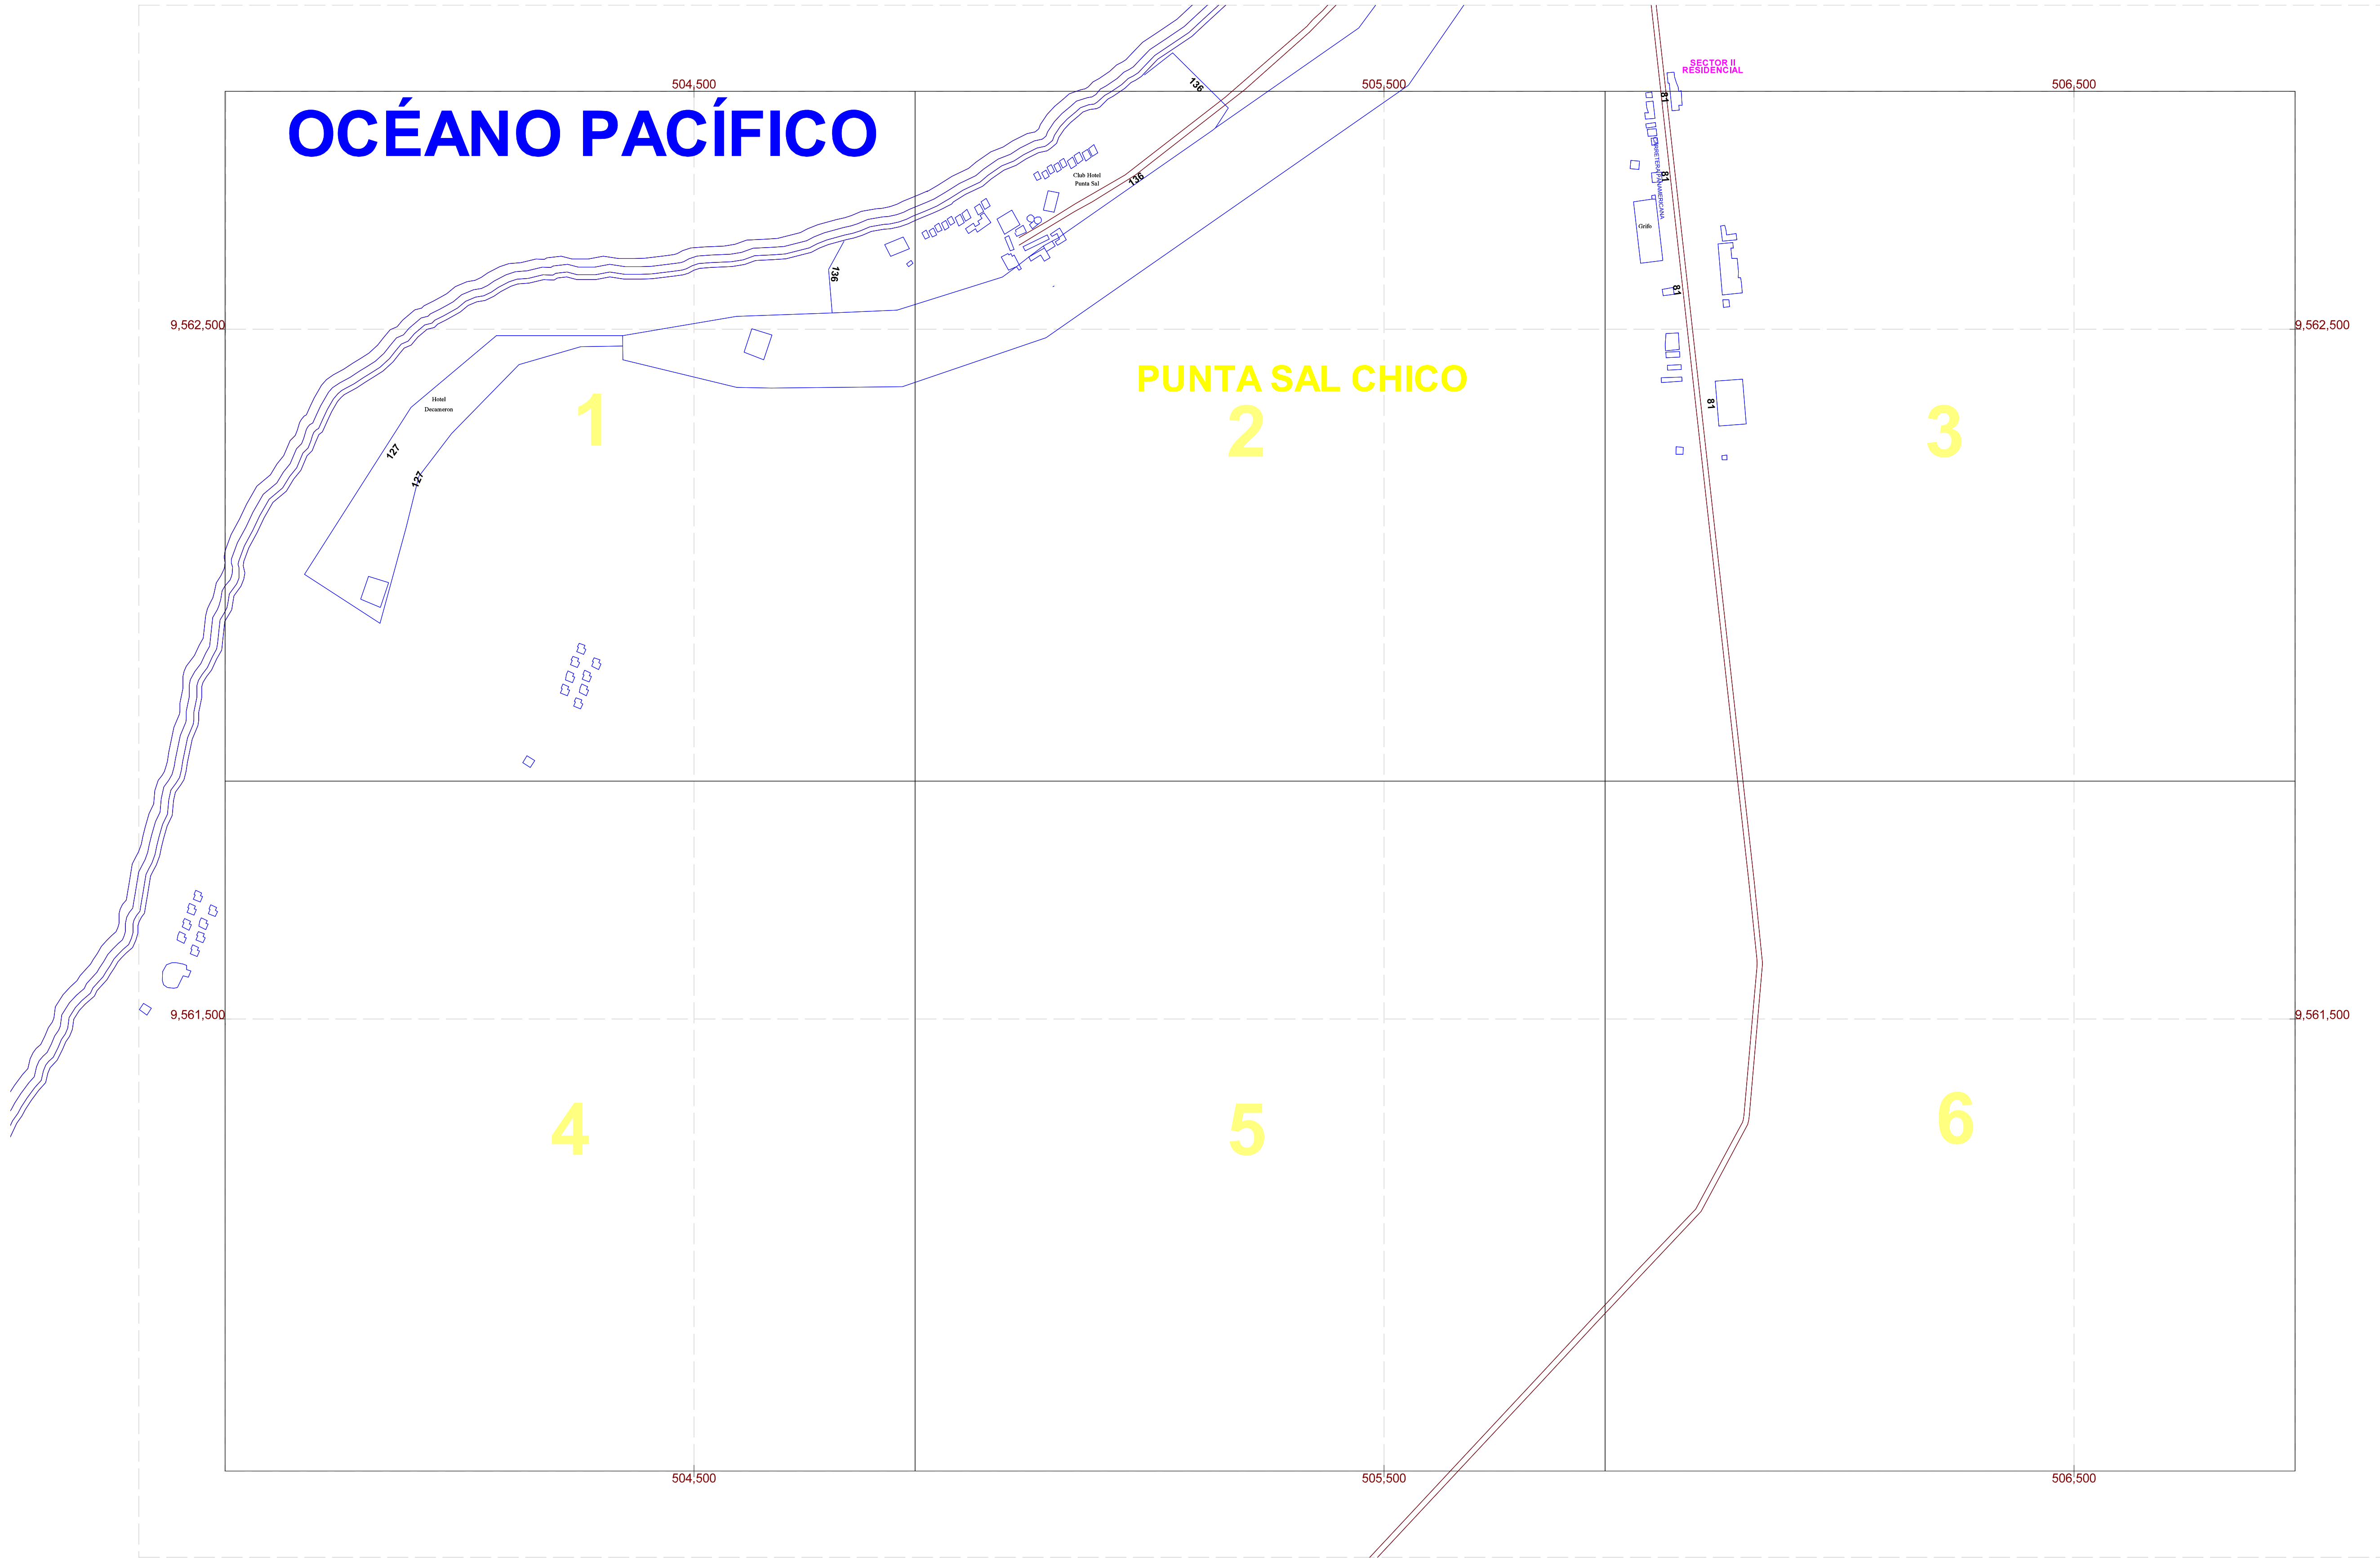 SECTOR II
RESIDENCIAL
504,500
505,500
506,500
136
81
OCÉANO PACÍFICO
CARRETERA PANAMERICANA
Club Hotel
Punta Sal
136
81
Grifo
136
81
9,562,500
9,562,500
PUNTA SAL CHICO
Hotel
Decameron
1
2
81
3
127
127
9,561,500
9,561,500
4
5
6
504,500
505,500
506,500